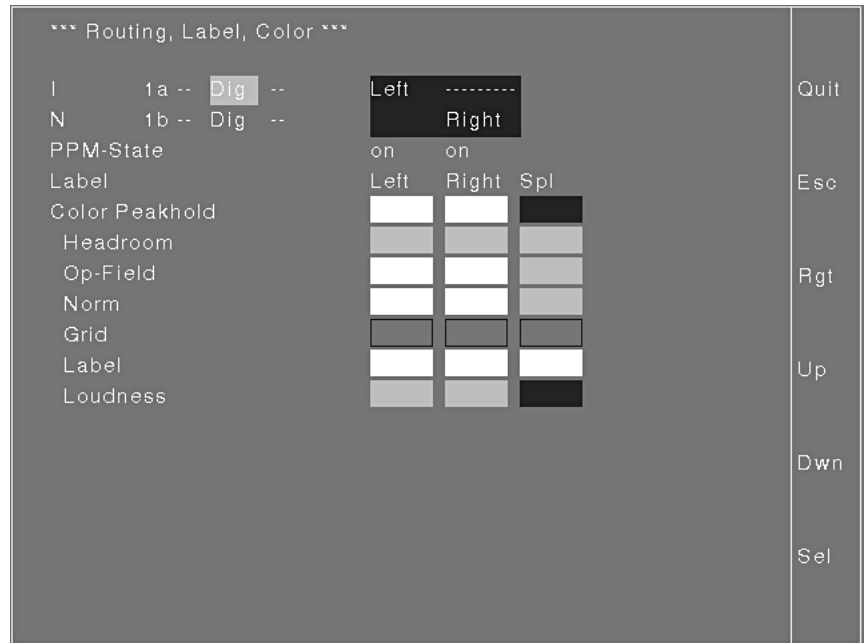 *** Routing, Label, Color ***
I 1a -- Dig -- Left --------- Quit
N 1b -- Dig -- Right
PPM-State on on
Label Left Right Spl Esc
Color Peakhold
Headroom
Op-Field Rgt
Norm
Grid
Label Up
Loudness
Dwn
Sel